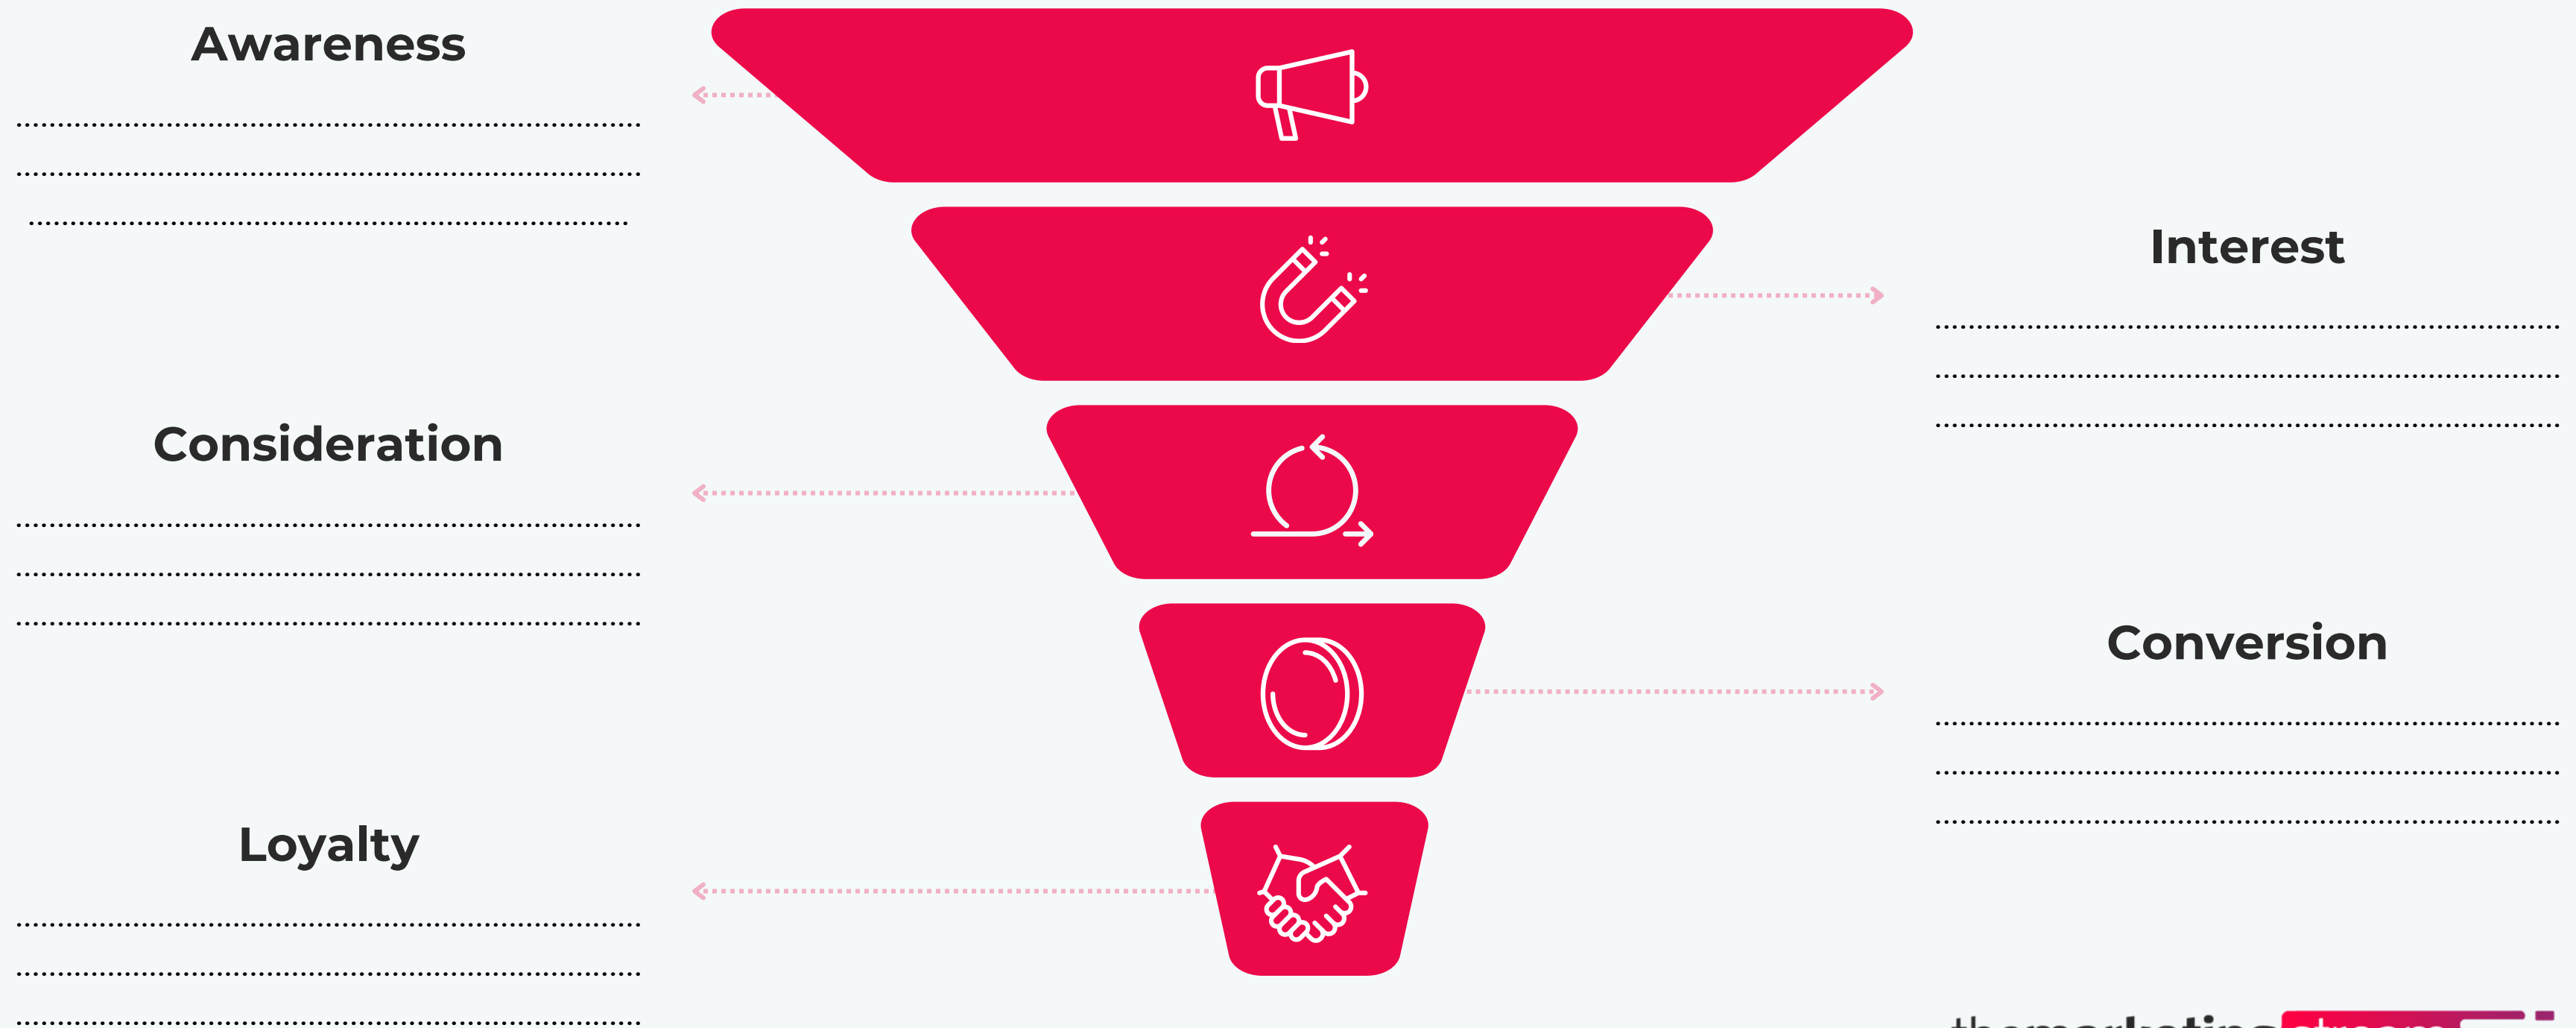 Awareness
Interest
Consideration
Conversion
Loyalty